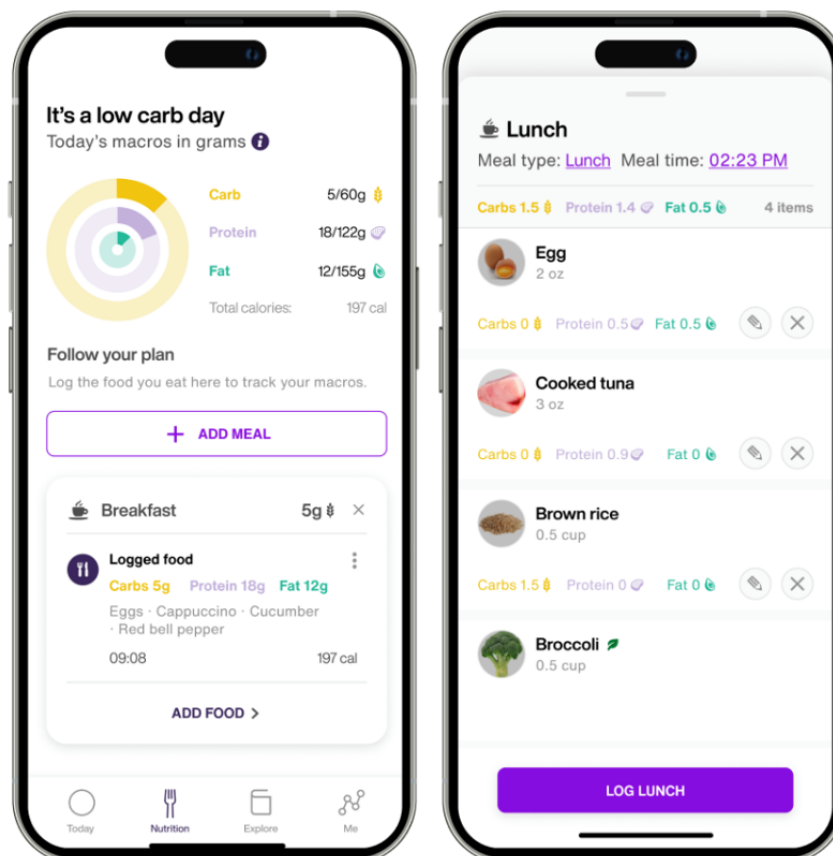 It's a low carb day
Today's macros in grams i
Carb 5/60g
Protein 18/122g
Fat 12/155g
Total calories: 197 cal
Follow your plan
Log the food you eat here to track your macros.
+ ADD MEAL
Breakfast 5g ×
Logged food
Carbs 5g Protein 18g Fat 12g
Eggs · Cappuccino · Cucumber
· Red bell pepper
09:08 197 cal
ADD FOOD >
Today Nutrition Explore Me
Lunch
Meal type: Lunch Meal time: 02:23 PM
Carbs 1.5 Protein 1.4 Fat 0.5 4 items
Egg
2 oz
Carbs 0 Protein 0.5 Fat 0.5
Cooked tuna
3 oz
Carbs 0 Protein 0.9 Fat 0
Brown rice
0.5 cup
Carbs 1.5 Protein 0 Fat 0
Broccoli
0.5 cup
LOG LUNCH